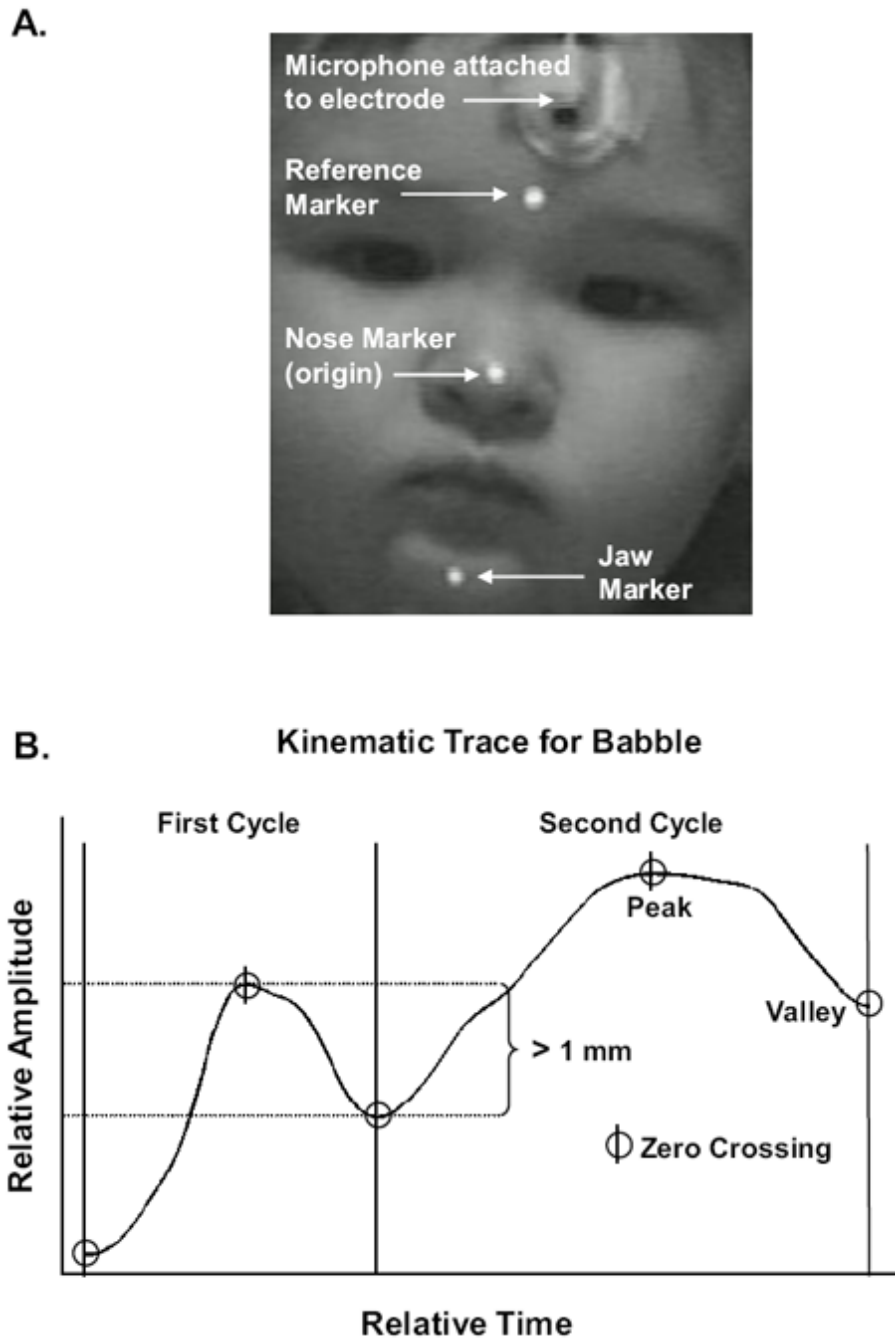 A.
Microphone attached
to electrode
Reference
Marker
Nose Marker
(origin)
Jaw
Marker
B.
Kinematic Trace for Babble
First Cycle
Second Cycle
Peak
Valley
> 1 mm
Zero Crossing
Relative Amplitude
Relative Time